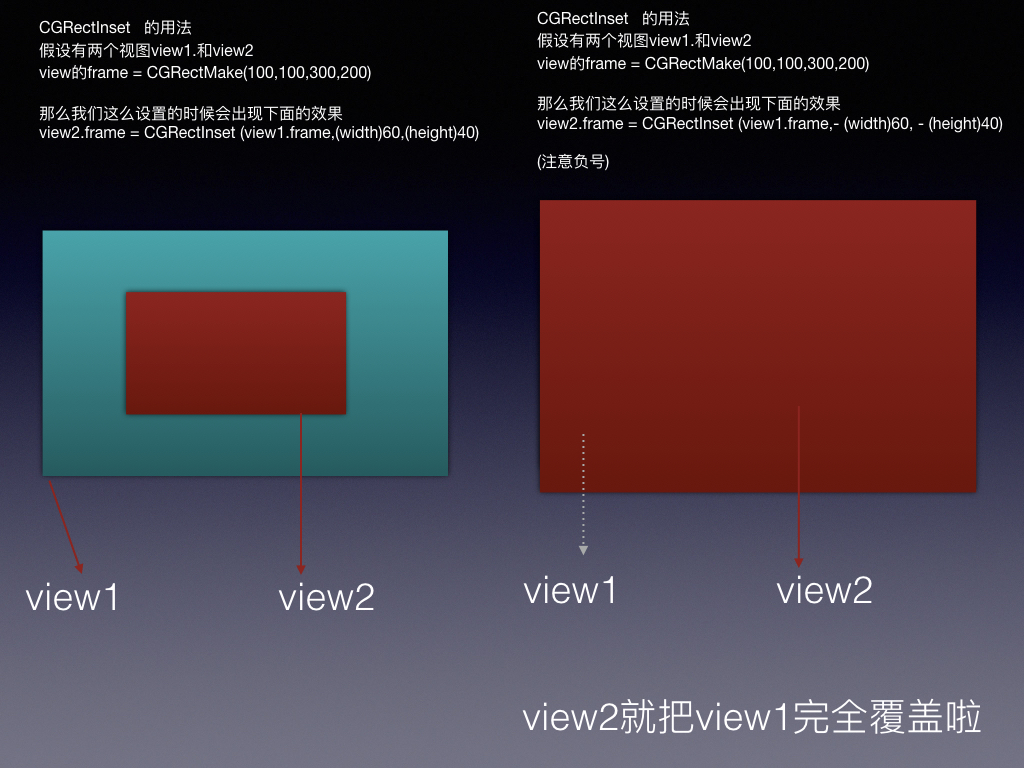 CGRectInset 的用法
假设有两个视图view1.和view2
view的frame = CGRectMake(100,100,300,200)
那么我们这么设置的时候会出现下面的效果
view2.frame = CGRectInset (view1.frame,(width)60,(height)40)
view1
view2
CGRectInset 的用法
假设有两个视图view1.和view2
view的frame = CGRectMake(100,100,300,200)
那么我们这么设置的时候会出现下面的效果
view2.frame = CGRectInset (view1.frame,- (width)60, - (height)40)
(注意负号)
view1
view2
view2就把view1完全覆盖啦